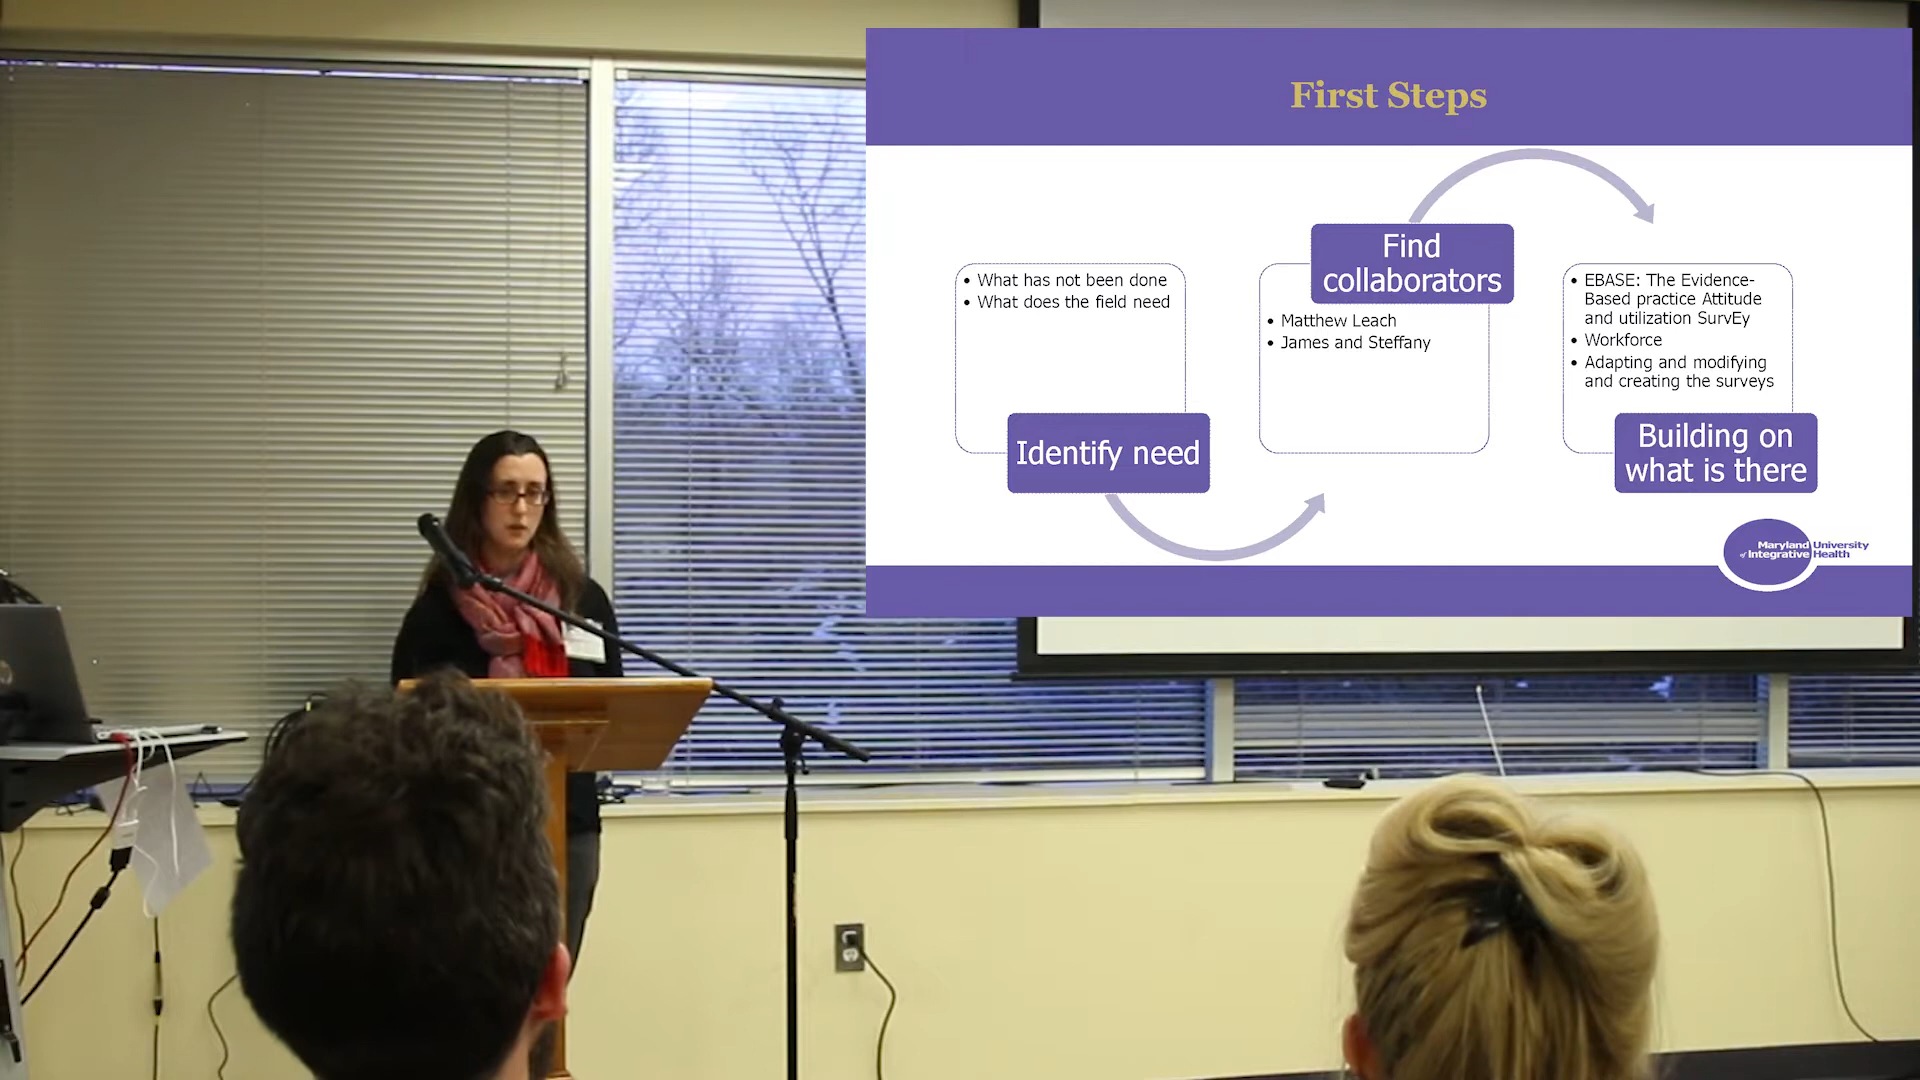 First Steps
• What has not been done
• What does the field need
Identify need
Find
collaborators
• Matthew Leach
• James and Steffany
• EBASE: The Evidence-
Based practice Attitude
and utilization SurvEy
• Workforce
• Adapting and modifying
and creating the surveys
Building on
what is there
Maryland University
of Integrative Health